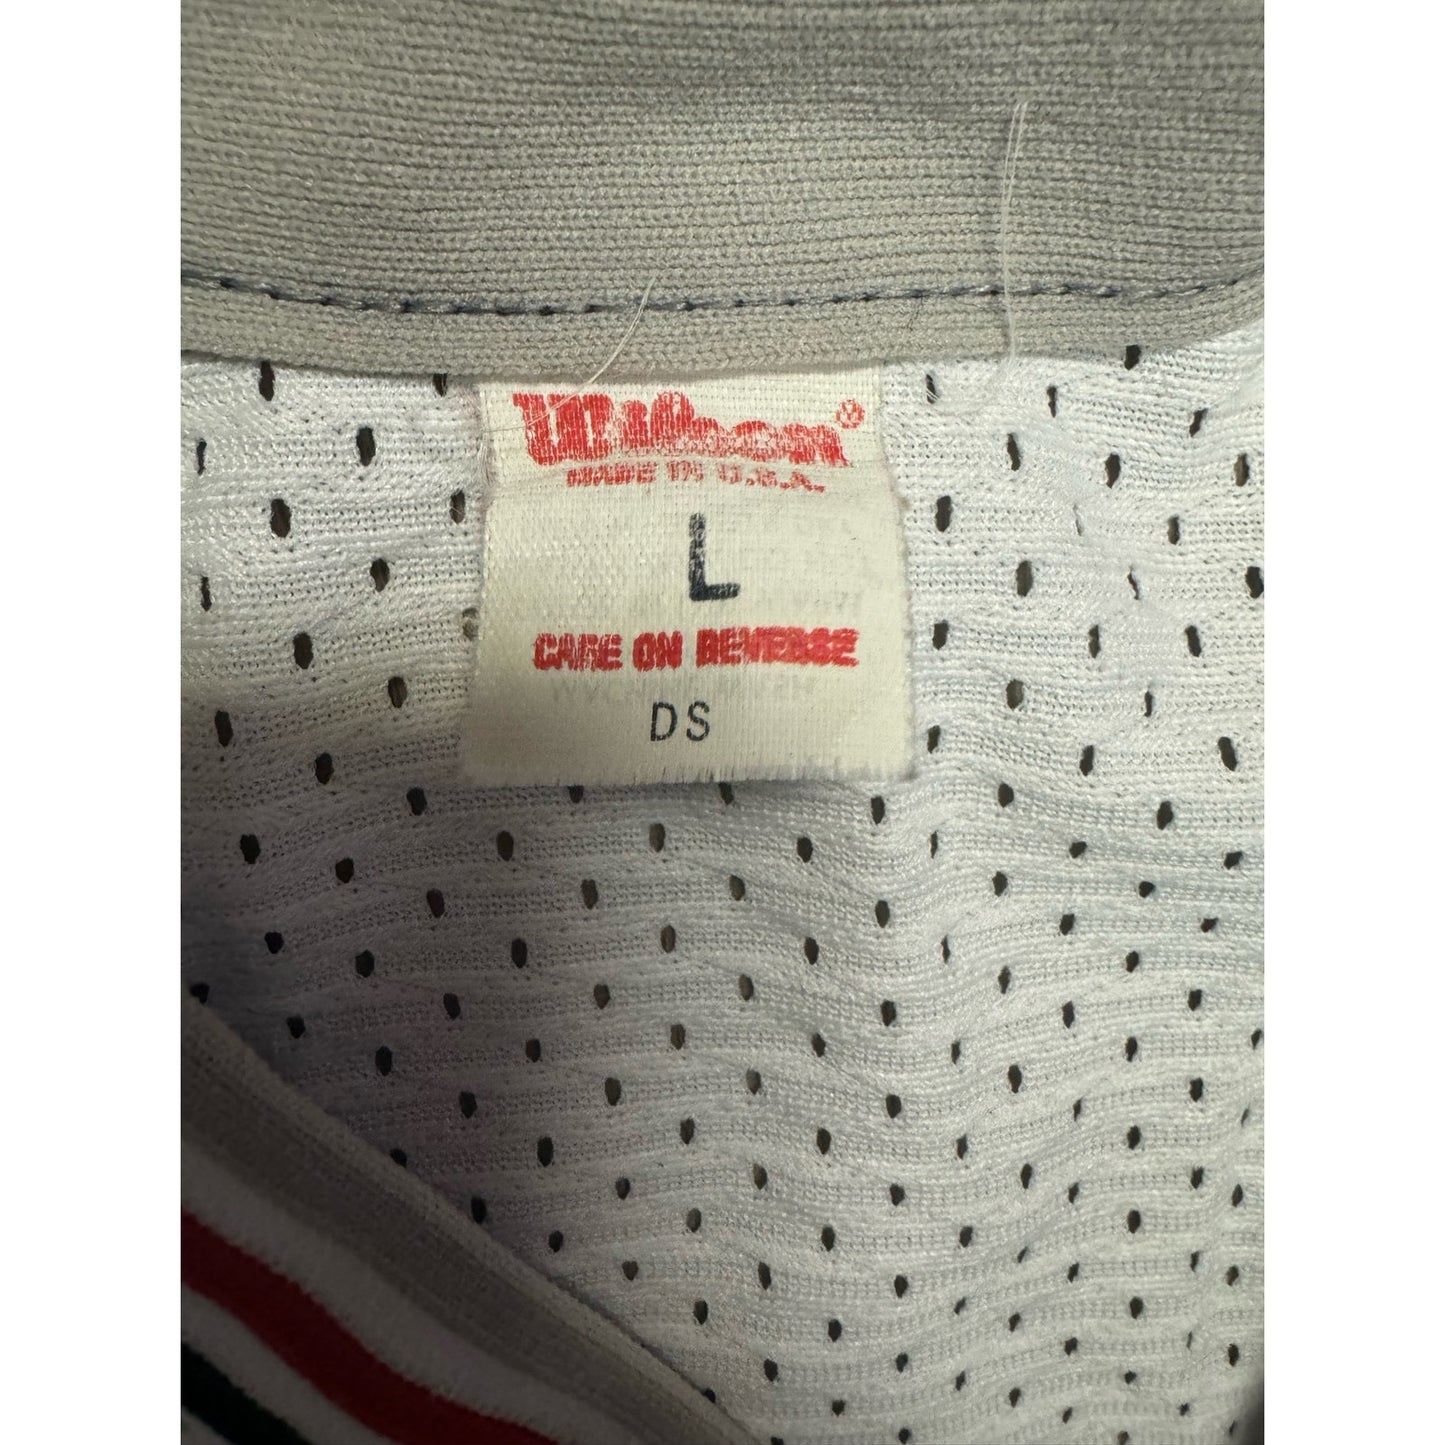 Wilson ®
MADE IN U.S.A.
L
CARE ON REVERSE
DS